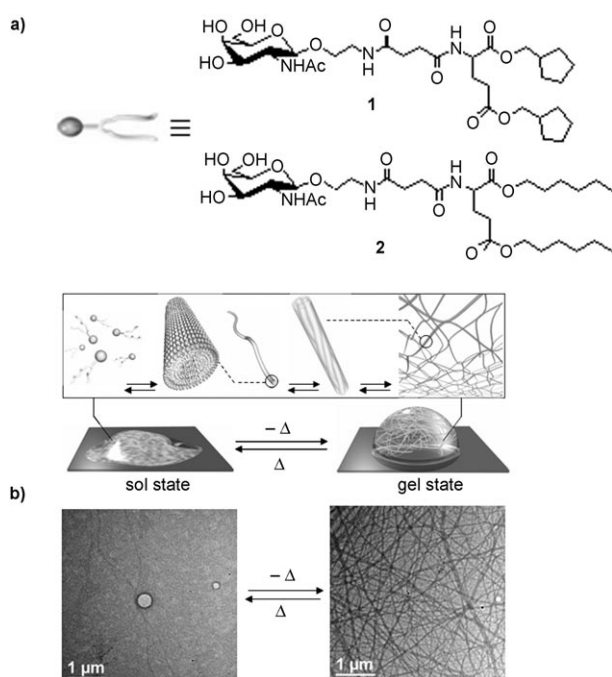 a)
HO OH
HO
O
O
NHAc
N
H
O
O
H
N
O
O
O
O
1
≡
HO OH
HO
O
O
NHAc
N
H
O
O
H
N
O
O
O
O
2
− Δ
Δ
sol state
gel state
b)
− Δ
Δ
1 µm
1 µm